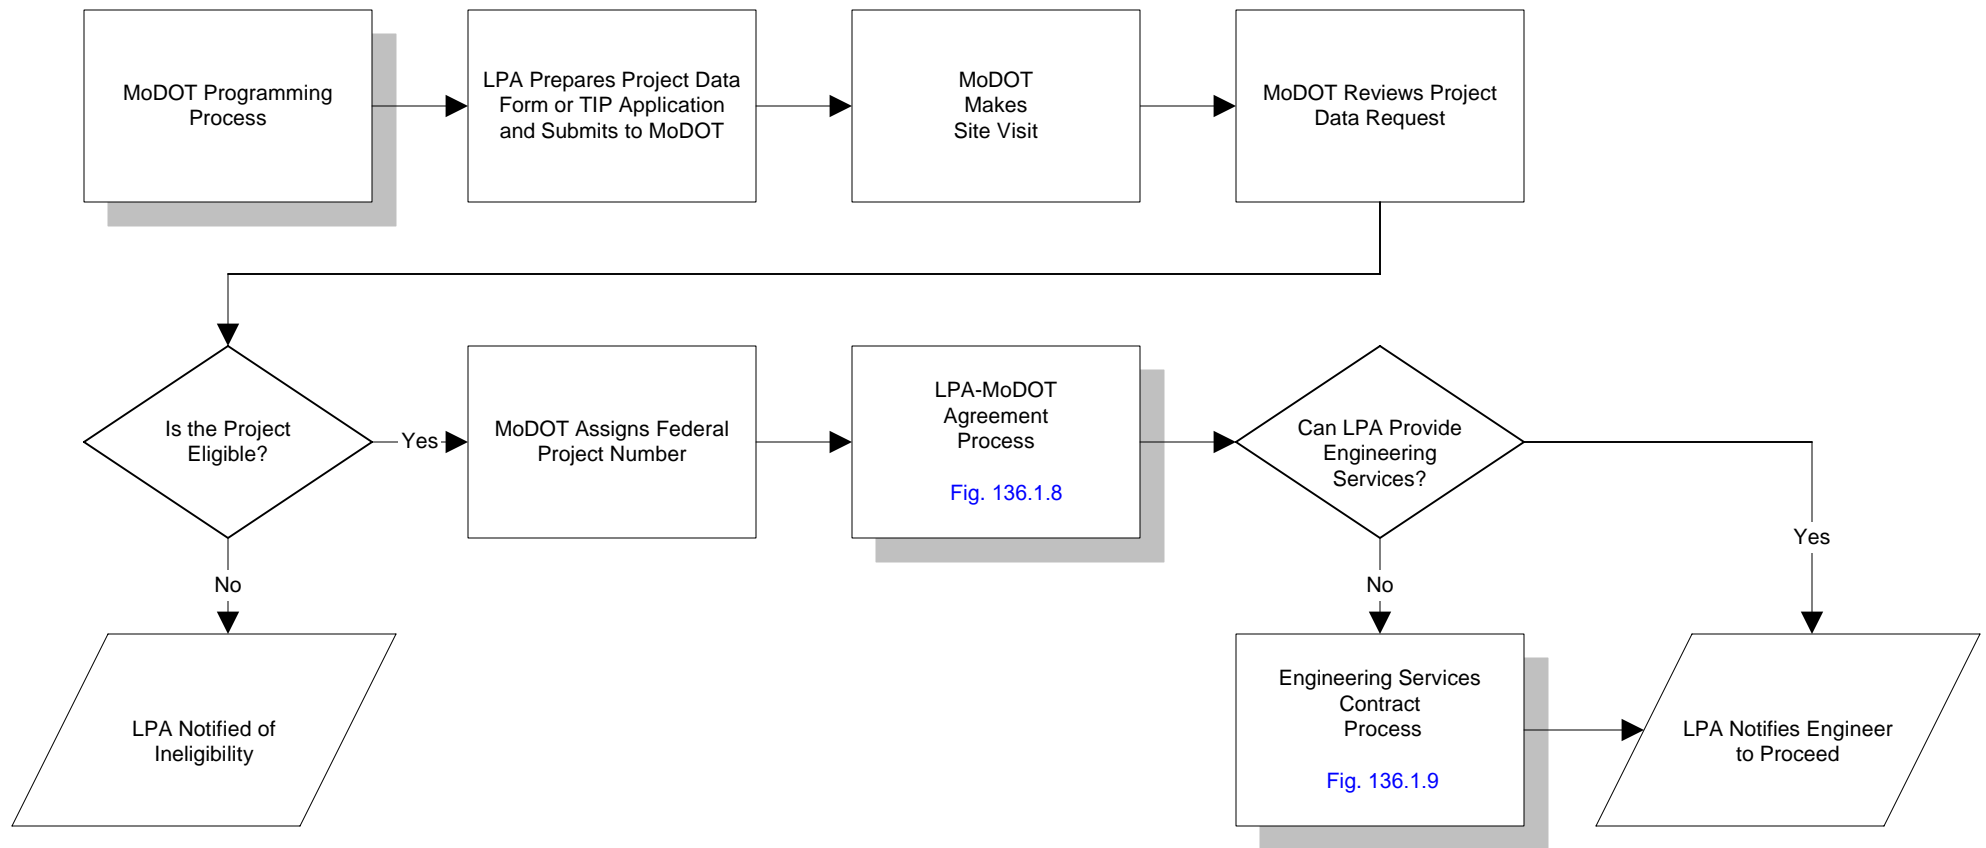 MoDOT Programming
Process
LPA Prepares Project Data
Form or TIP Application
and Submits to MoDOT
MoDOT
Makes
Site Visit
MoDOT Reviews Project
Data Request
Is the Project
Eligible?
Yes
MoDOT Assigns Federal
Project Number
LPA-MoDOT
Agreement
Process
Fig. 136.1.8
Can LPA Provide
Engineering
Services?
Yes
No
No
LPA Notified of
Ineligibility
Engineering Services
Contract
Process
Fig. 136.1.9
LPA Notifies Engineer
to Proceed